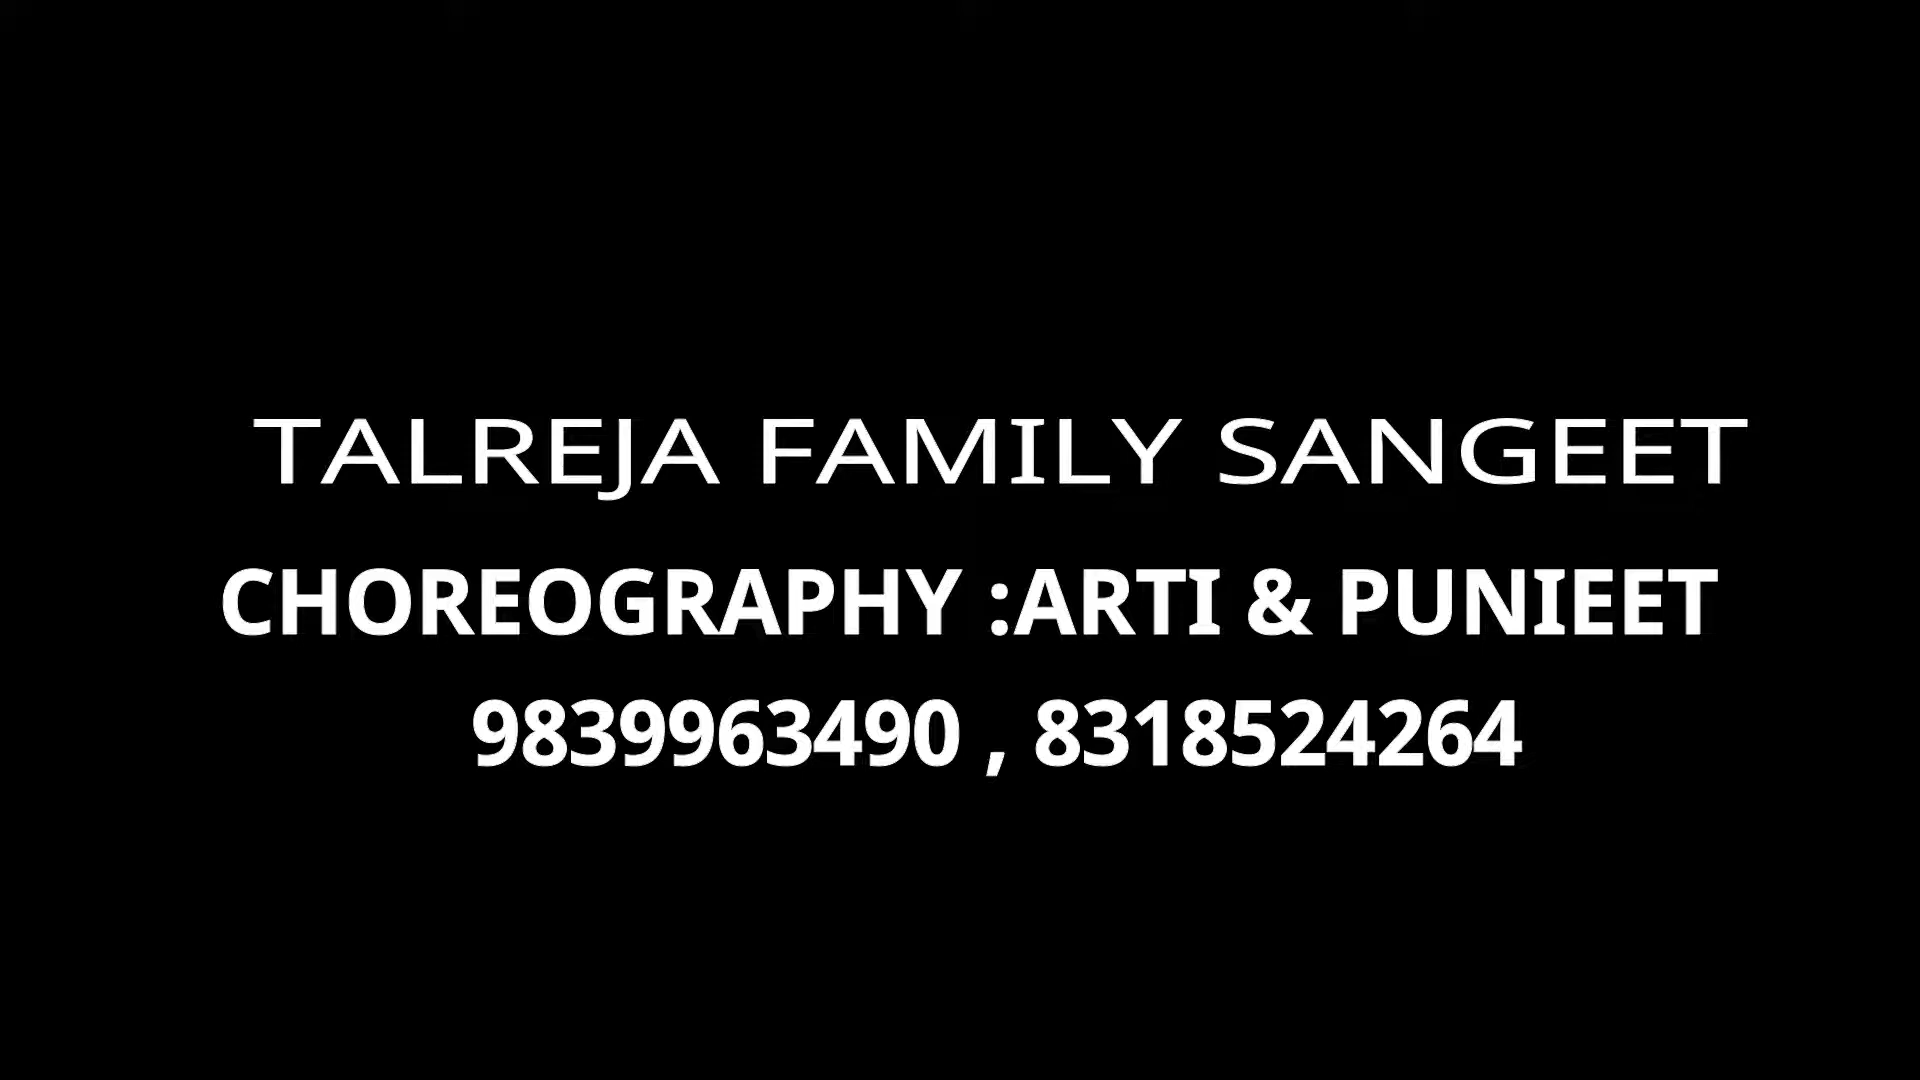 TALREJA FAMILY SANGEET
CHOREOGRAPHY :ARTI & PUNIEET
9839963490 , 8318524264